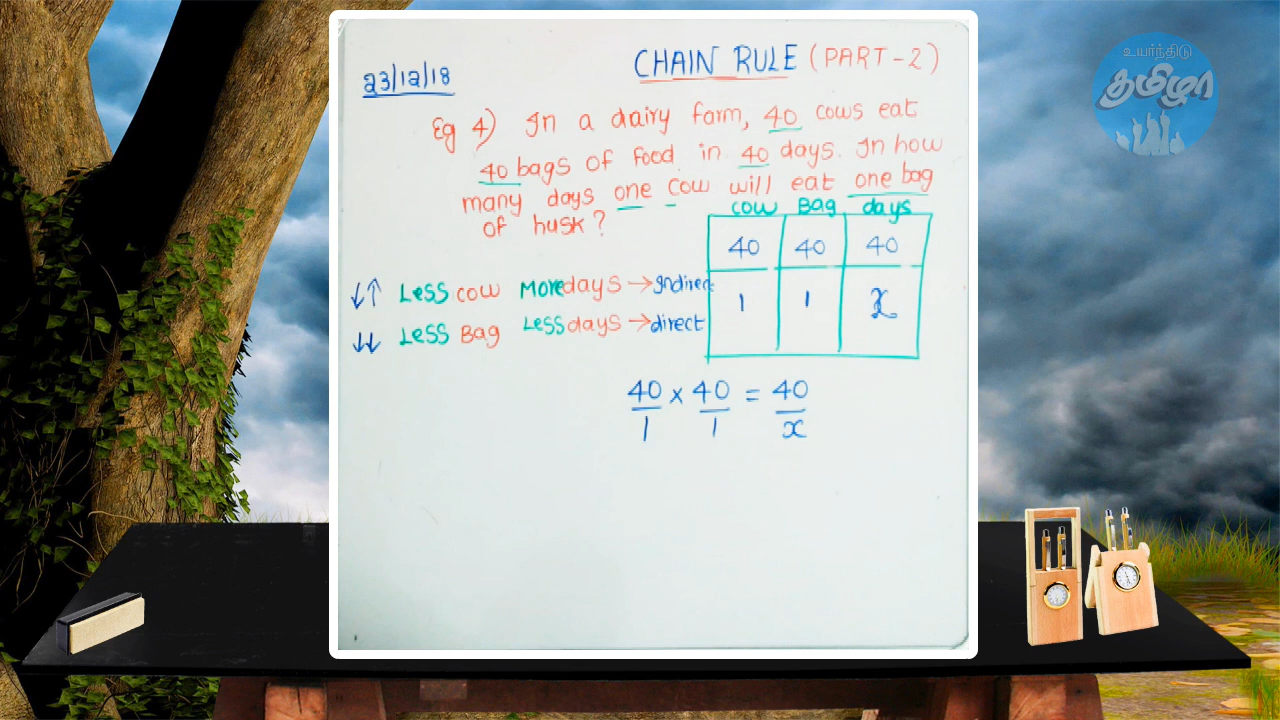 உயர்ந்திடு
தமிழா
23/12/18
CHAIN RULE (PART-2)
Eg 4) In a dairy farm, 40 cows eat
40 bags of food in 40 days. In how
many days one cow will eat one bag
of husk?
cow Bag days
40 40 40
1 1 x
↓↑ Less cow More days → Indirec
↓↓ Less Bag Less days → direct
40/1 × 40/1 = 40/x